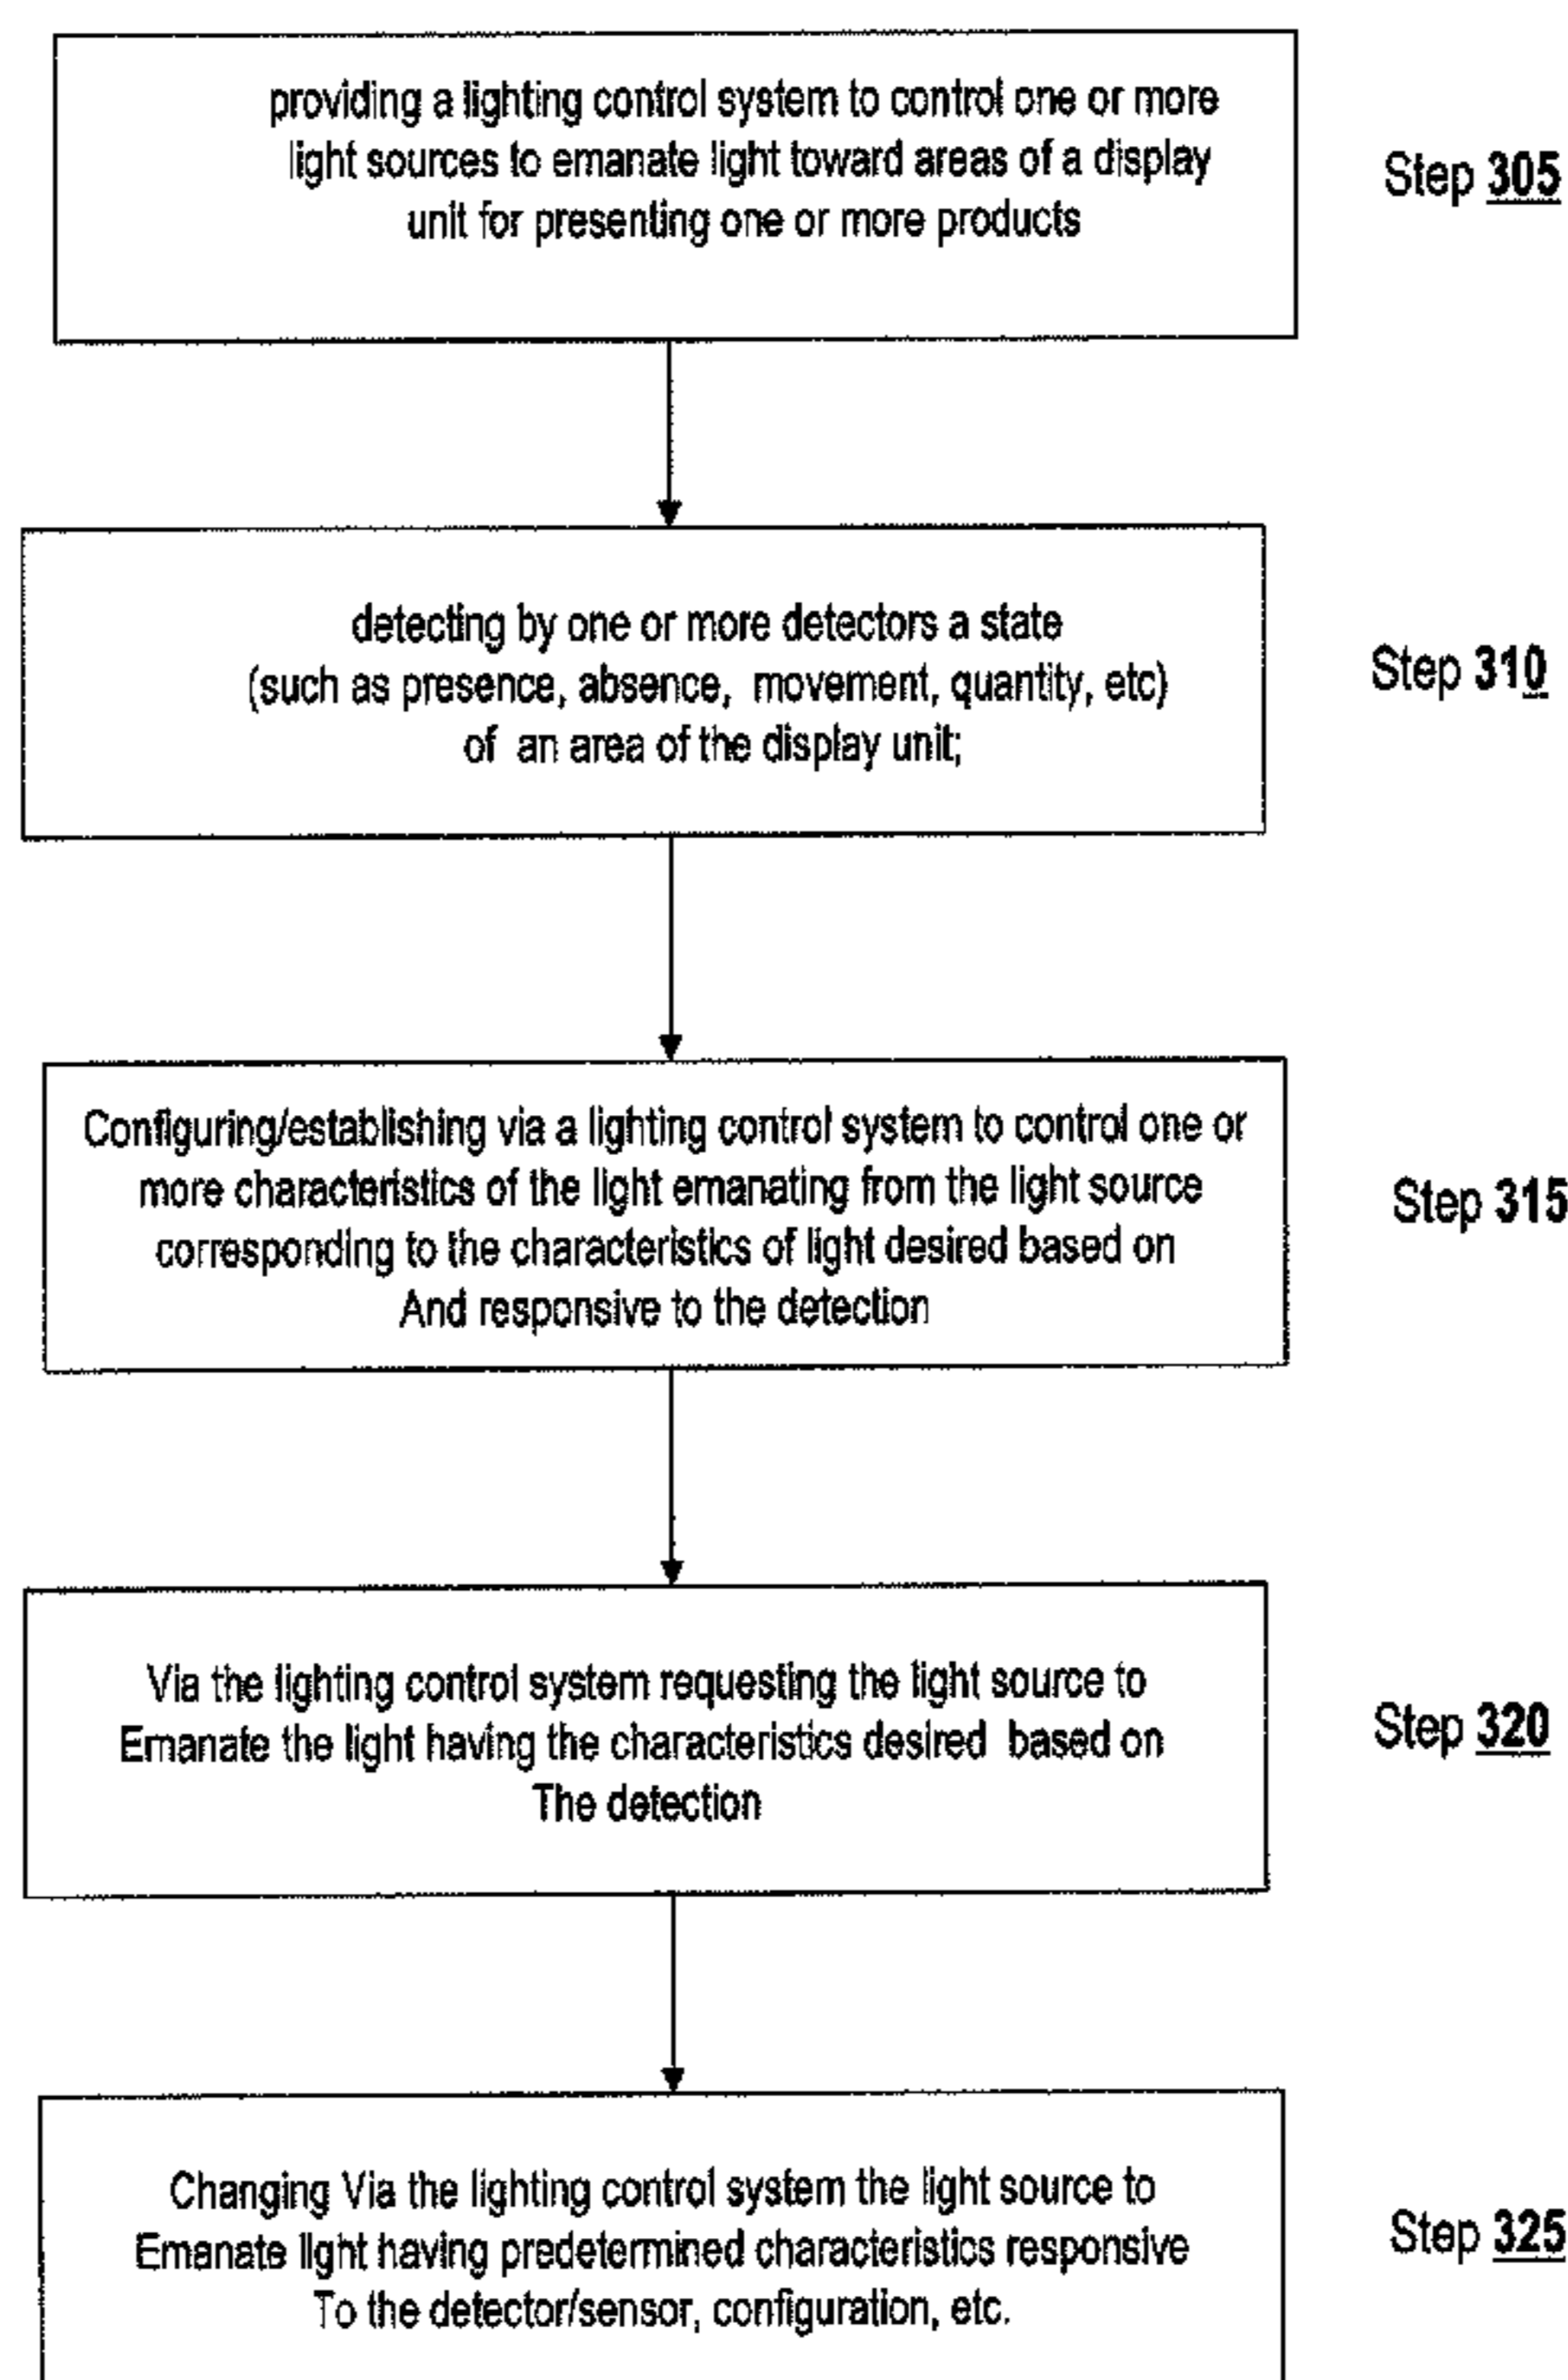 providing a lighting control system to control one or more
light sources to emanate light toward areas of a display
unit for presenting one or more products
Step 305
detecting by one or more detectors a state
(such as presence, absence, movement, quantity, etc)
of an area of the display unit;
Step 310
Configuring/establishing via a lighting control system to control one or
more characteristics of the light emanating from the light source
corresponding to the characteristics of light desired based on
And responsive to the detection
Step 315
Via the lighting control system requesting the light source to
Emanate the light having the characteristics desired based on
The detection
Step 320
Changing Via the lighting control system the light source to
Emanate light having predetermined characteristics responsive
To the detector/sensor, configuration, etc.
Step 325